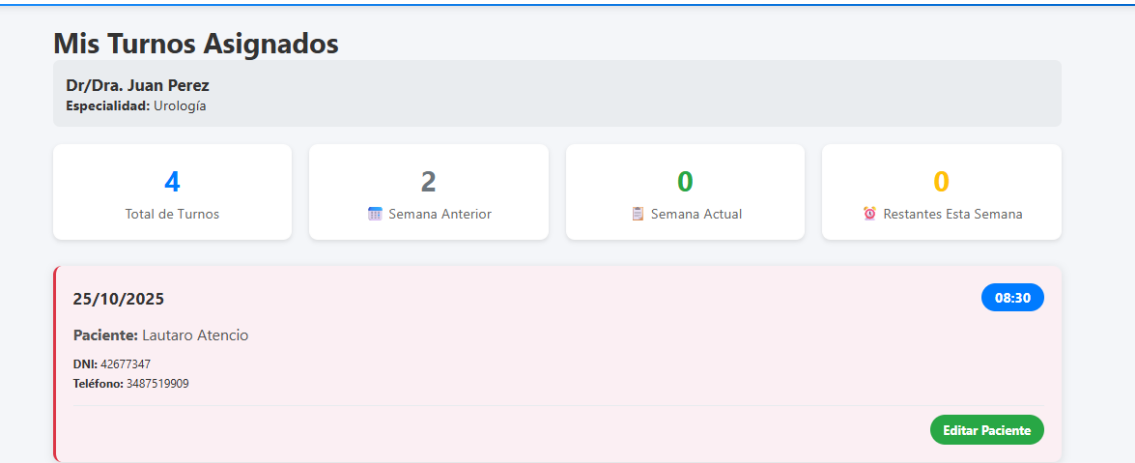 Mis Turnos Asignados
Dr/Dra. Juan Perez
Especialidad: Urología
4
Total de Turnos
2
Semana Anterior
0
Semana Actual
0
Restantes Esta Semana
25/10/2025
08:30
Paciente: Lautaro Atencio
DNI: 42677347
Teléfono: 3487519909
Editar Paciente